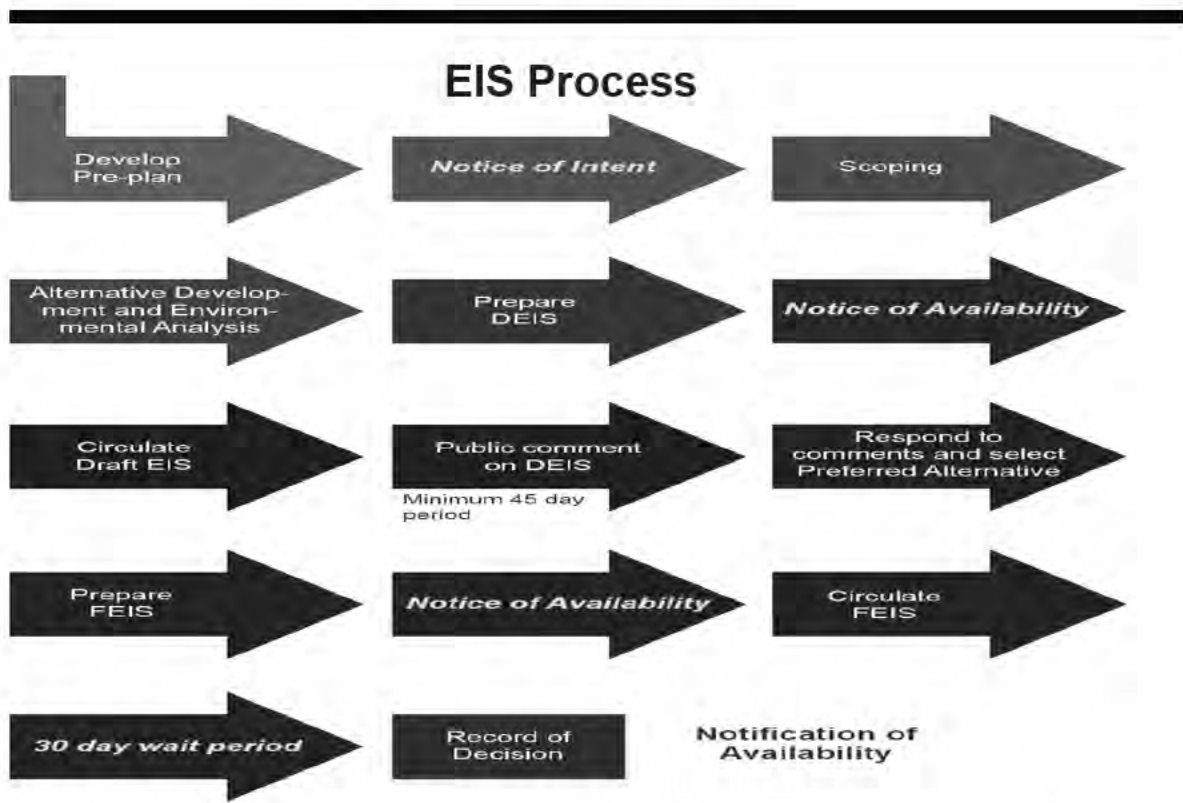 EIS Process
Develop
Pre-plan
Notice of Intent
Scoping
Alternative Develop-
ment and Environ-
mental Analysis
Prepare
DEIS
Notice of Availability
Circulate
Draft EIS
Public comment
on DEIS
Minimum 45 day
period
Respond to
comments and select
Preferred Alternative
Prepare
FEIS
Notice of Availability
Circulate
FEIS
30 day wait period
Record of
Decision
Notification of
Availability